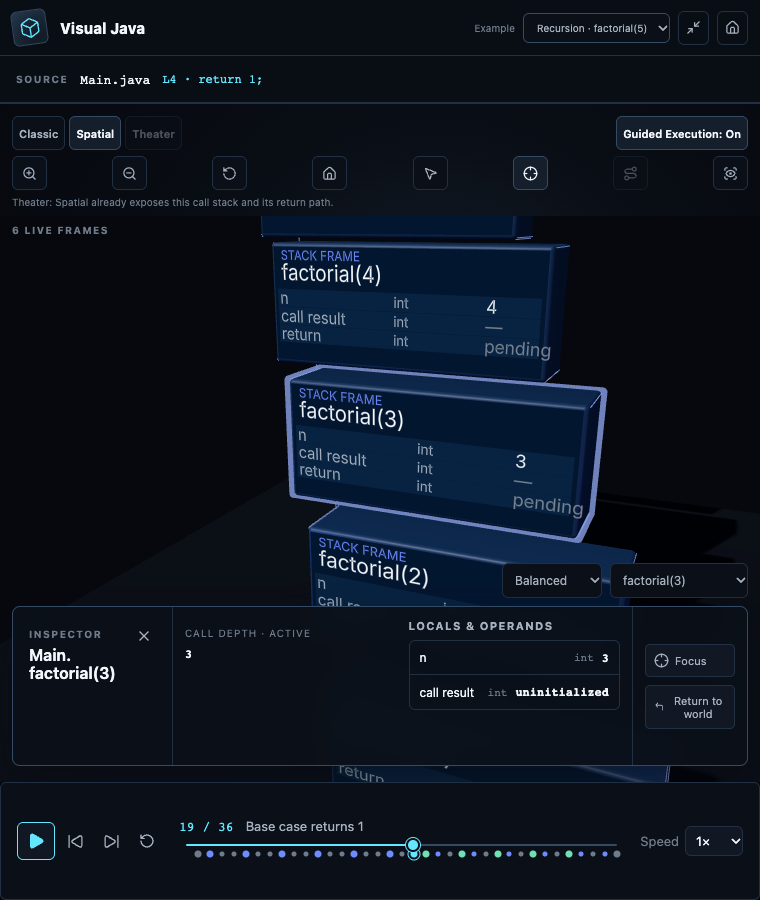 Visual Java
Example
Recursion · factorial(5)
SOURCE Main.java L4 · return 1;
Classic
Spatial
Theater
Guided Execution: On
Theater: Spatial already exposes this call stack and its return path.
6 LIVE FRAMES
STACK FRAME
factorial(4)
n int 4
call result int —
return int pending
STACK FRAME
factorial(3)
n int 3
call result int —
return int pending
STACK FRAME
factorial(2)
n
Balanced
factorial(3)
INSPECTOR
Main.
factorial(3)
CALL DEPTH · ACTIVE
3
LOCALS & OPERANDS
n int 3
call result int uninitialized
Focus
Return to
world
return
19 / 36 Base case returns 1
Speed 1×